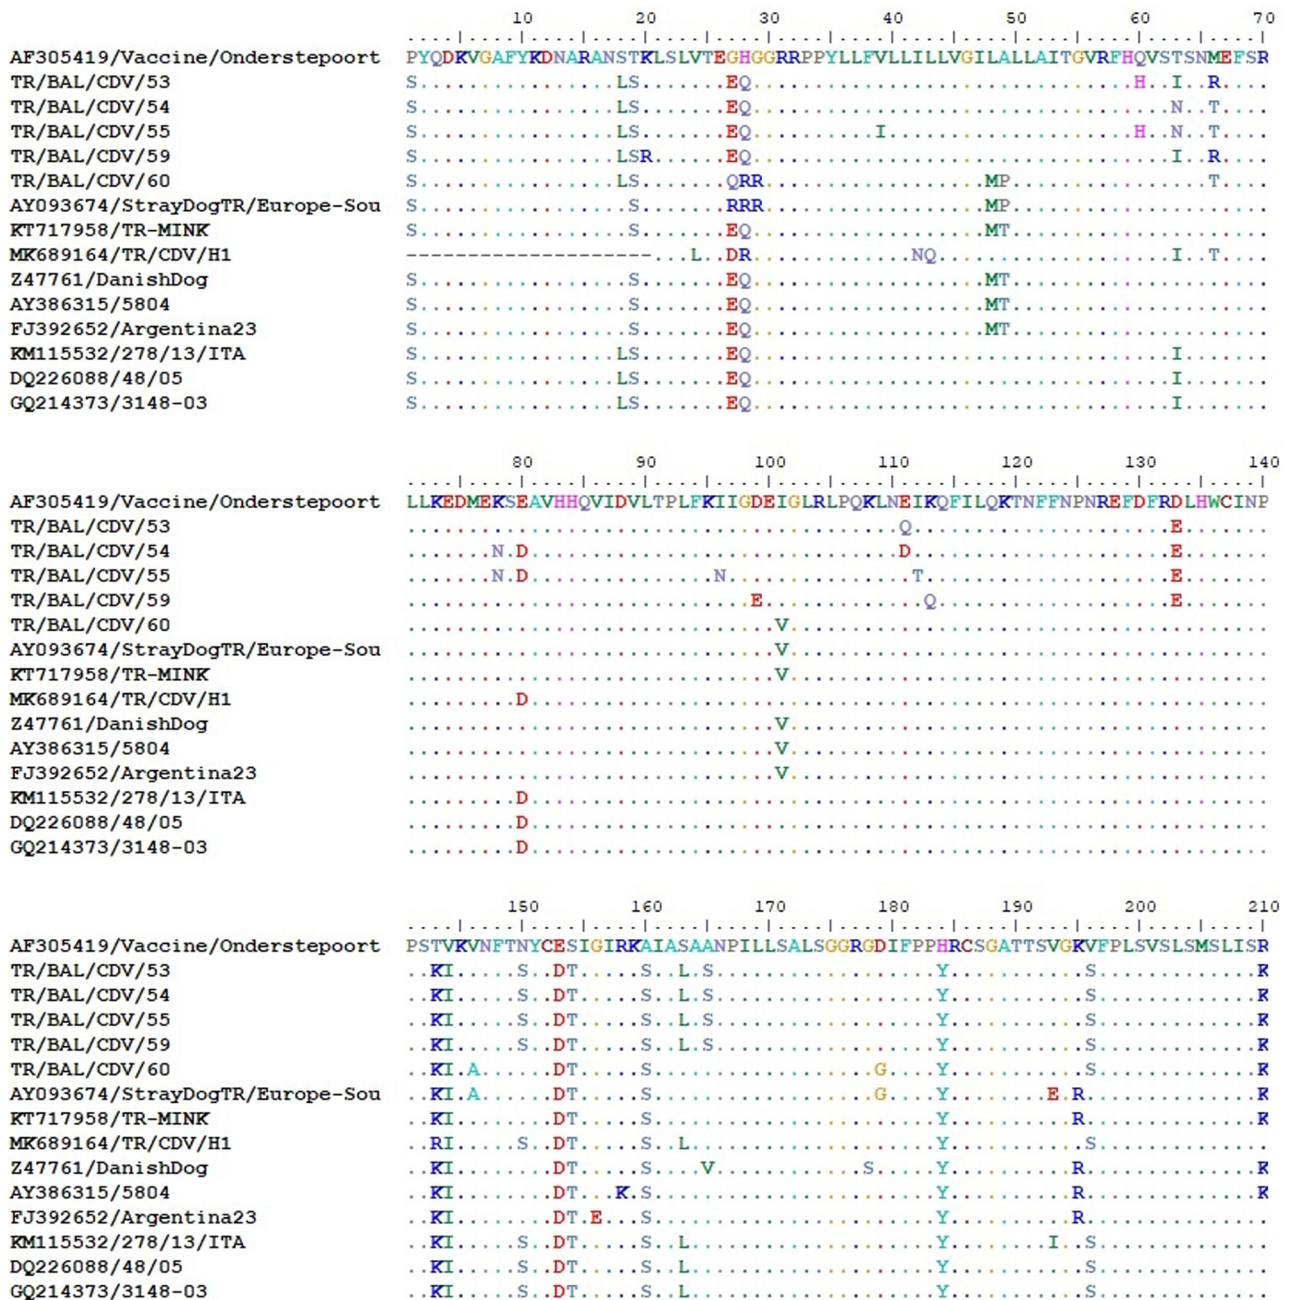 10 20 30 40 50 60 70
AF305419/Vaccine/Onderstepoort PYQDKVGAFYKDNARANSTKLSLVTEGHGGRRPPYLLFVLLILLVGILALLAITGVRFHQVSTSNMEFSR
TR/BAL/CDV/53 S................LS.......EQ...............................H..I..R....
TR/BAL/CDV/54 S................LS.......EQ..................................N..T....
TR/BAL/CDV/55 S................LS.......EQ..........I....................H..N..T....
TR/BAL/CDV/59 S................LSR......EQ..................................I..R....
TR/BAL/CDV/60 S................LS.......QRR..................MP................T....
AY093674/StrayDogTR/Europe-Sou S.................S.......RRR..................MP.....................
KT717958/TR-MINK S.................S.......EQ...................MT.....................
MK689164/TR/CDV/H1 --------------------...L..DR.............NQ...................I..T....
Z47761/DanishDog S.................S.......EQ...................MT.....................
AY386315/5804 S.................S.......EQ...................MT.....................
FJ392652/Argentina23 S.................S.......EQ...................MT.....................
KM115532/278/13/ITA S................LS.......EQ..................................I.......
DQ226088/48/05 S................LS.......EQ..................................I.......
GQ214373/3148-03 S................LS.......EQ..................................I.......
80 90 100 110 120 130 140
AF305419/Vaccine/Onderstepoort LLKEDMEKSEAVHHQVIDVLTPLFKIIGDEIGLRLPQKLNEIKQFILQKTNFFNPNREFDFRDLHWCINP
TR/BAL/CDV/53 ........................................Q.....................E.......
TR/BAL/CDV/54 .......N.D..............................D.....................E.......
TR/BAL/CDV/55 .......N.D...............N...............T....................E.......
TR/BAL/CDV/59 ............................E.............Q...................E.......
TR/BAL/CDV/60 ..............................V.......................................
AY093674/StrayDogTR/Europe-Sou ..............................V.......................................
KT717958/TR-MINK ..............................V.......................................
MK689164/TR/CDV/H1 .........D............................................................
Z47761/DanishDog ..............................V.......................................
AY386315/5804 ..............................V.......................................
FJ392652/Argentina23 ..............................V.......................................
KM115532/278/13/ITA .........D............................................................
DQ226088/48/05 .........D............................................................
GQ214373/3148-03 .........D............................................................
150 160 170 180 190 200 210
AF305419/Vaccine/Onderstepoort PSTVKVNFTNYCESIGIRKAIASAANPILLSALSGGRGDIFPPHRCSGATTSVGKVFPLSVSLSMSLISR
TR/BAL/CDV/53 ..KI.....S..DT.....S..L.S..................Y...........S.............K
TR/BAL/CDV/54 ..KI.....S..DT.....S..L.S..................Y...........S.............K
TR/BAL/CDV/55 ..KI.....S..DT.....S..L.S..................Y...........S.............K
TR/BAL/CDV/59 ..KI.....S..DT.....S..L.S..................Y...........S.............K
TR/BAL/CDV/60 ..KI.A......DT.....S..................G....Y...........S.............K
AY093674/StrayDogTR/Europe-Sou ..KI.A......DT.....S..................G....Y........E.R..............K
KT717958/TR-MINK ..KI........DT.....S.......................Y..........R..............K
MK689164/TR/CDV/H1 ..RI.....S..DT.....S..L....................Y...........S..............
Z47761/DanishDog ..KI........DT.....S....V............S.....Y..........R..............K
AY386315/5804 ..KI........DT...K.S.......................Y..........R..............K
FJ392652/Argentina23 ..KI........DT.E...S.......................Y..........R...............
KM115532/278/13/ITA ..KI.....S..DT.....S..L....................Y........I..S..............
DQ226088/48/05 ..KI.....S..DT.....S..L....................Y...........S..............
GQ214373/3148-03 ..KI.....S..DT.....S..L....................Y...........S..............